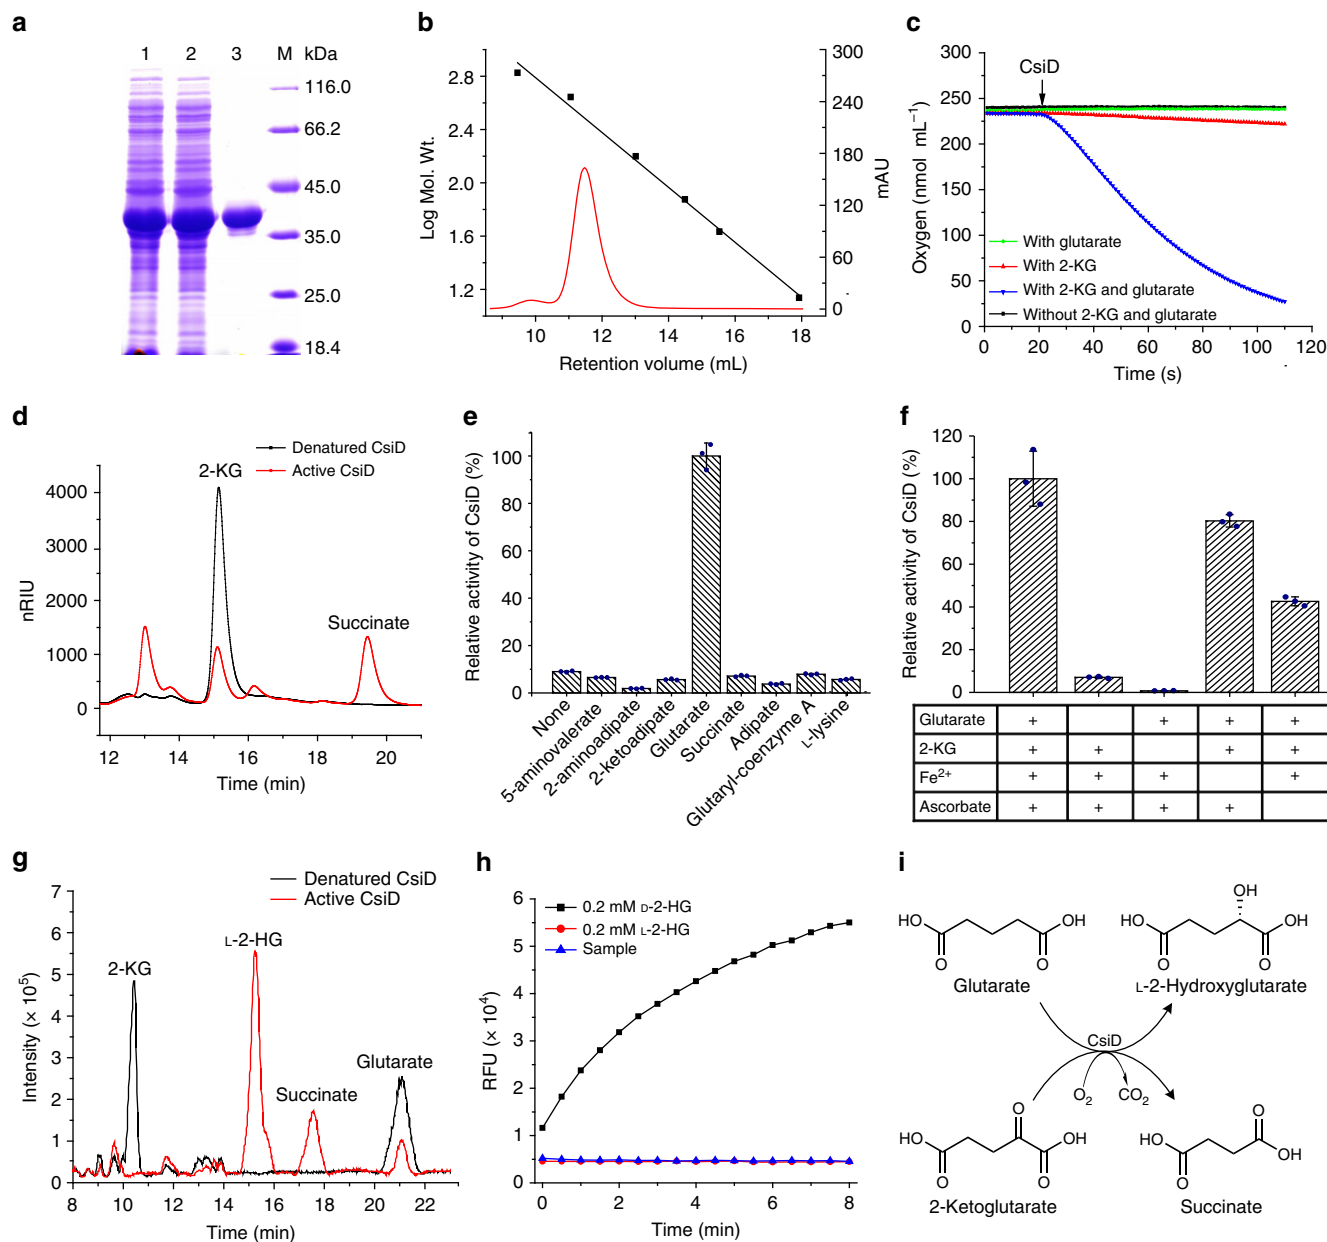 a
1 2 3 M kDa
116.0
66.2
45.0
35.0
25.0
18.4
b
Log Mol. Wt.
2.8
2.4
2.0
1.6
1.2
300
240
180
120
60
0
mAU
10 12 14 16 18
Retention volume (mL)
c
CsiD
Oxygen (nmol mL⁻¹)
300
250
200
150
100
50
0
With glutarate
With 2-KG
With 2-KG and glutarate
Without 2-KG and glutarate
0 20 40 60 80 100 120
Time (s)
d
Denatured CsiD
Active CsiD
2-KG
Succinate
nRIU
4000
3000
2000
1000
0
12 14 16 18 20
Time (min)
e
Relative activity of CsiD (%)
100
80
60
40
20
0
None
5-aminovalerate
2-aminoadipate
2-ketoadipate
Glutarate
Succinate
Adipate
Glutaryl-coenzyme A
L-lysine
f
Relative activity of CsiD (%)
120
100
80
60
40
20
0
Glutarate + + + +
2-KG + + + +
Fe²⁺ + + + +
Ascorbate + + + +
g
Denatured CsiD
Active CsiD
2-KG
L-2-HG
Succinate
Glutarate
Intensity (× 10⁵)
7
6
5
4
3
2
1
0
8 10 12 14 16 18 20 22
Time (min)
h
0.2 mM D-2-HG
0.2 mM L-2-HG
Sample
RFU (× 10⁴)
6
5
4
3
2
1
0
0 2 4 6 8
Time (min)
i
OH
HO OH HO OH
O O O O
Glutarate L-2-Hydroxyglutarate
CsiD
O₂ CO₂
O O
HO OH HO OH
O O O
2-Ketoglutarate Succinate